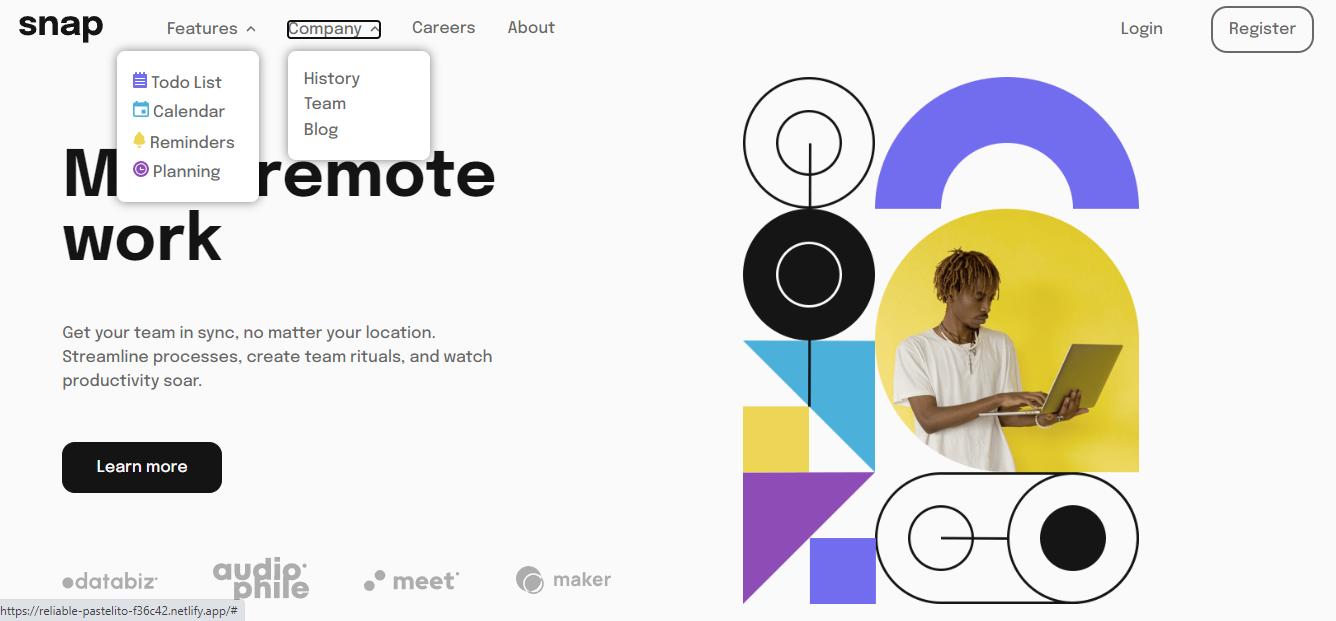 snap
Features
Company
Careers
About
Login
Register
Todo List
Calendar
Reminders
Planning
History
Team
Blog
remote
work
Get your team in sync, no matter your location.
Streamline processes, create team rituals, and watch
productivity soar.
Learn more
databiz
audiophile
meet
maker
https://reliable-pastelito-f36c42.netlify.app/#